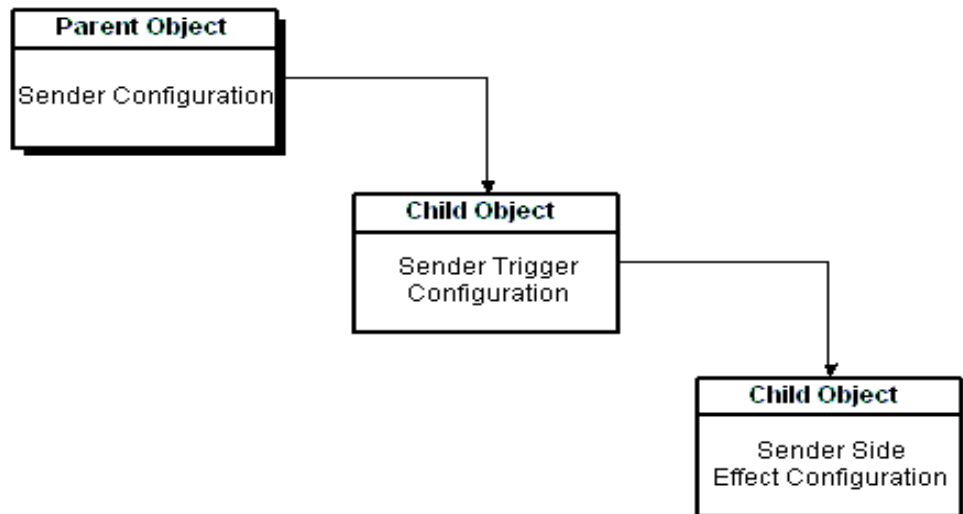 Parent Object
Sender Configuration
Child Object
Sender Trigger
Configuration
Child Object
Sender Side
Effect Configuration